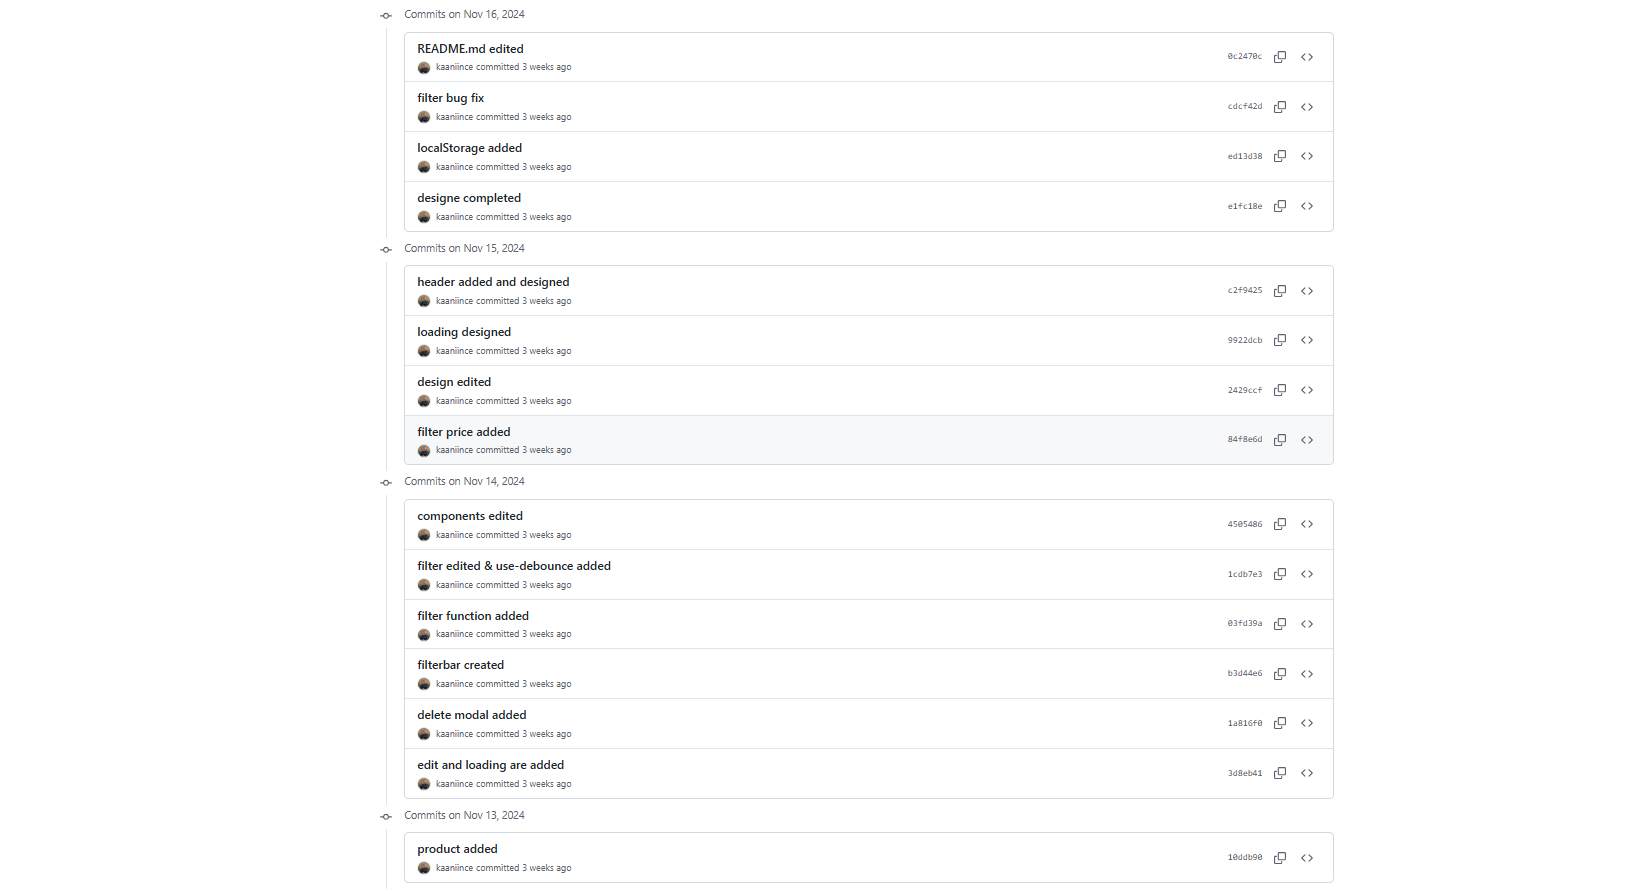 Commits on Nov 16, 2024
README.md edited
kaaniince committed 3 weeks ago
0c2470c
filter bug fix
kaaniince committed 3 weeks ago
cdcf42d
localStorage added
kaaniince committed 3 weeks ago
ed13d38
designe completed
kaaniince committed 3 weeks ago
e1fc18e
Commits on Nov 15, 2024
header added and designed
kaaniince committed 3 weeks ago
c2f9425
loading designed
kaaniince committed 3 weeks ago
9922dcb
design edited
kaaniince committed 3 weeks ago
2429ccf
filter price added
kaaniince committed 3 weeks ago
84f8e6d
Commits on Nov 14, 2024
components edited
kaaniince committed 3 weeks ago
4505486
filter edited & use-debounce added
kaaniince committed 3 weeks ago
1cdb7e3
filter function added
kaaniince committed 3 weeks ago
03fd39a
filterbar created
kaaniince committed 3 weeks ago
b3d44e6
delete modal added
kaaniince committed 3 weeks ago
1a816f0
edit and loading are added
kaaniince committed 3 weeks ago
3d8eb41
Commits on Nov 13, 2024
product added
kaaniince committed 3 weeks ago
10ddb90